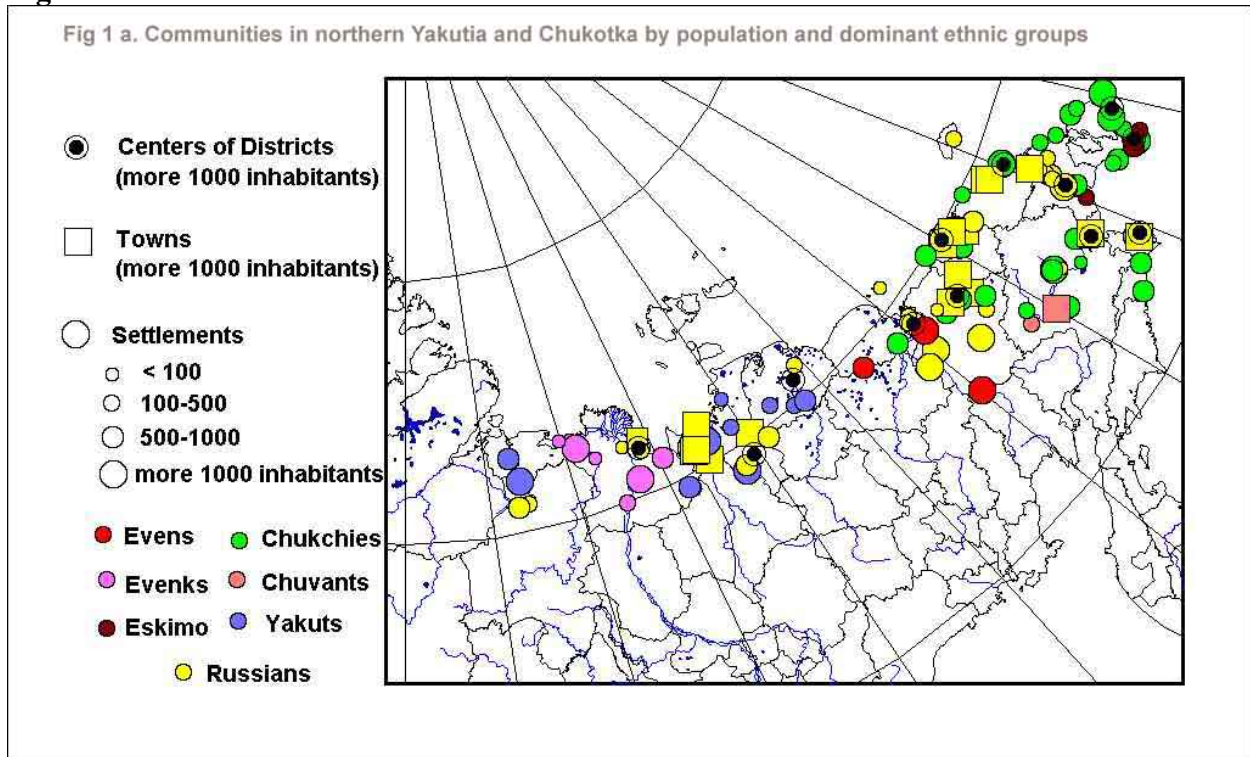 Fig 1 a. Communities in northern Yakutia and Chukotka by population and dominant ethnic groups
Centers of Districts
(more 1000 inhabitants)
Towns
(more 1000 inhabitants)
Settlements
< 100
100-500
500-1000
more 1000 inhabitants
Evens
Chukchies
Evenks
Chuvants
Eskimo
Yakuts
Russians